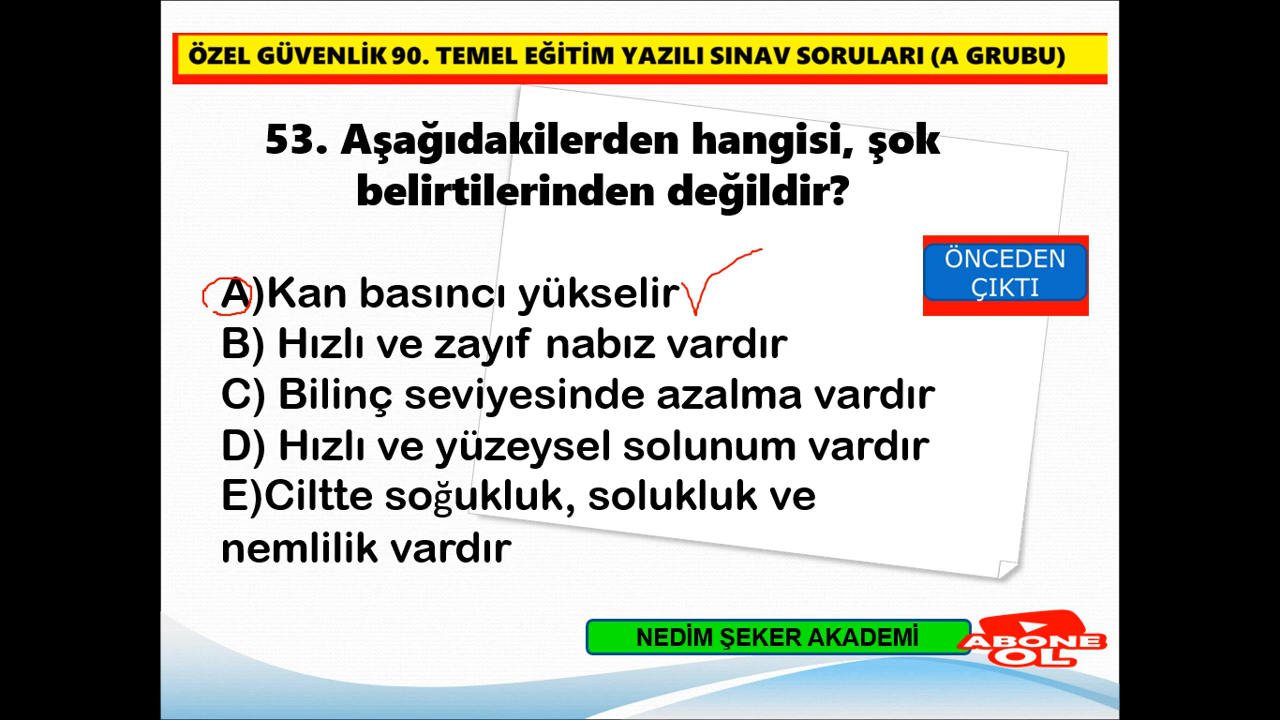 ÖZEL GÜVENLİK 90. TEMEL EĞİTİM YAZILI SINAV SORULARI (A GRUBU)
53. Aşağıdakilerden hangisi, şok
belirtilerinden değildir?
ÖNCEDEN
ÇIKTI
A)Kan basıncı yükselir
B) Hızlı ve zayıf nabız vardır
C) Bilinç seviyesinde azalma vardır
D) Hızlı ve yüzeysel solunum vardır
E)Ciltte soğukluk, solukluk ve
nemlilik vardır
NEDİM ŞEKER AKADEMİ
ABONE
OL